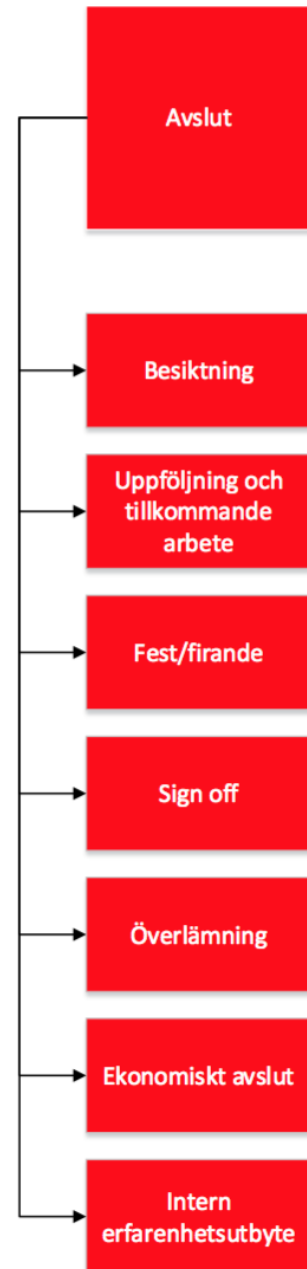 Avslut
Besiktning
Uppföljning och
tillkommande
arbete
Fest/firande
Sign off
Överlämning
Ekonomiskt avslut
Intern
erfarenhetsutbyte